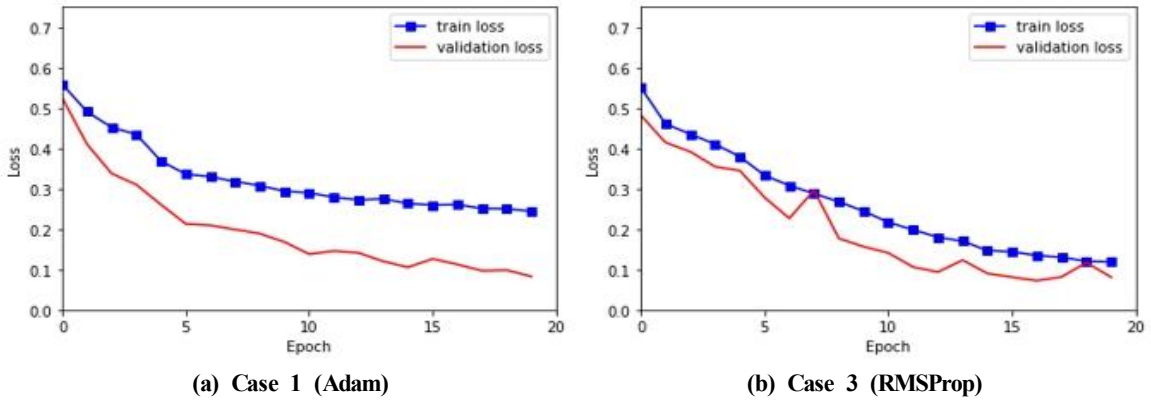 0.7
0.6
0.5
0.4
0.3
0.2
0.1
0.0
Loss
0 5 10 15 20
Epoch
train loss
validation loss
(a) Case 1 (Adam)
0.7
0.6
0.5
0.4
0.3
0.2
0.1
0.0
Loss
0 5 10 15 20
Epoch
train loss
validation loss
(b) Case 3 (RMSProp)